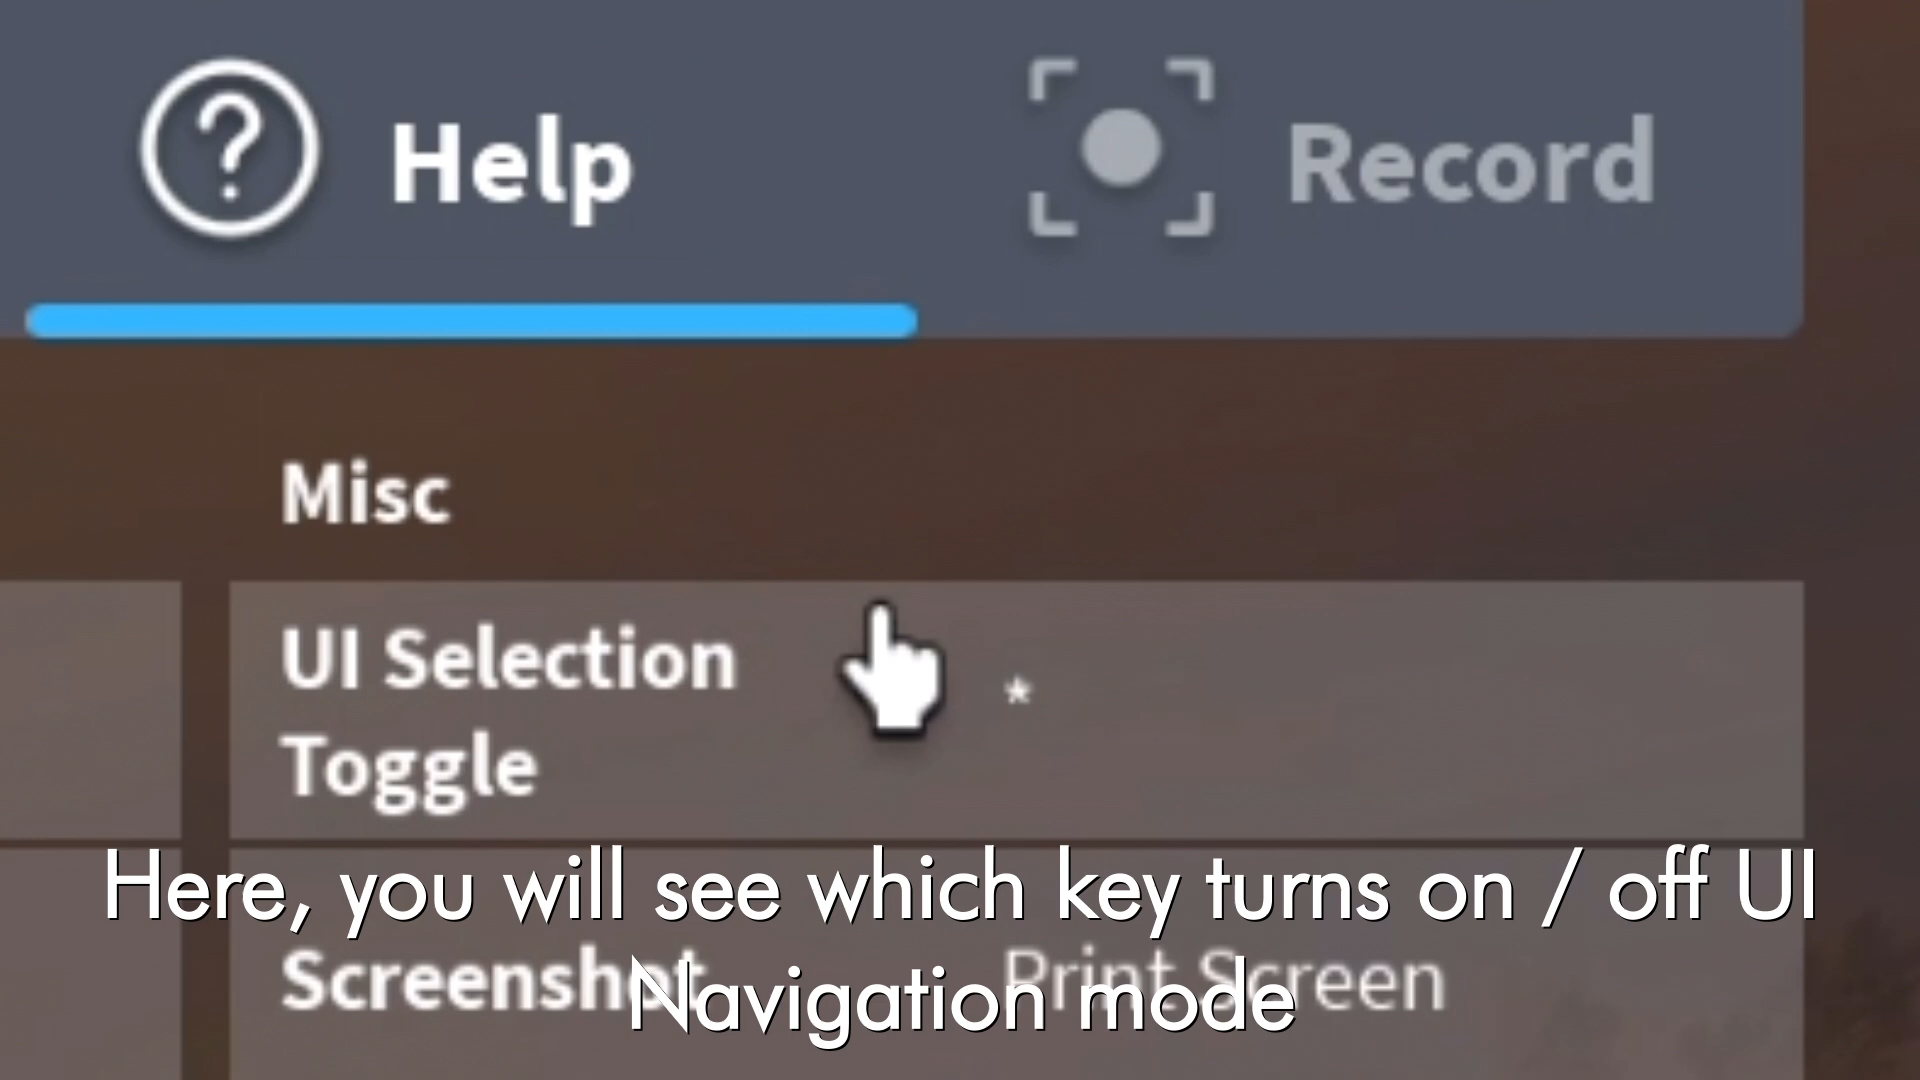 ? Help
Record
Misc
UI Selection
Toggle
*
Here, you will see which key turns on / off UI
Navigation mode
Screenshot
Print Screen